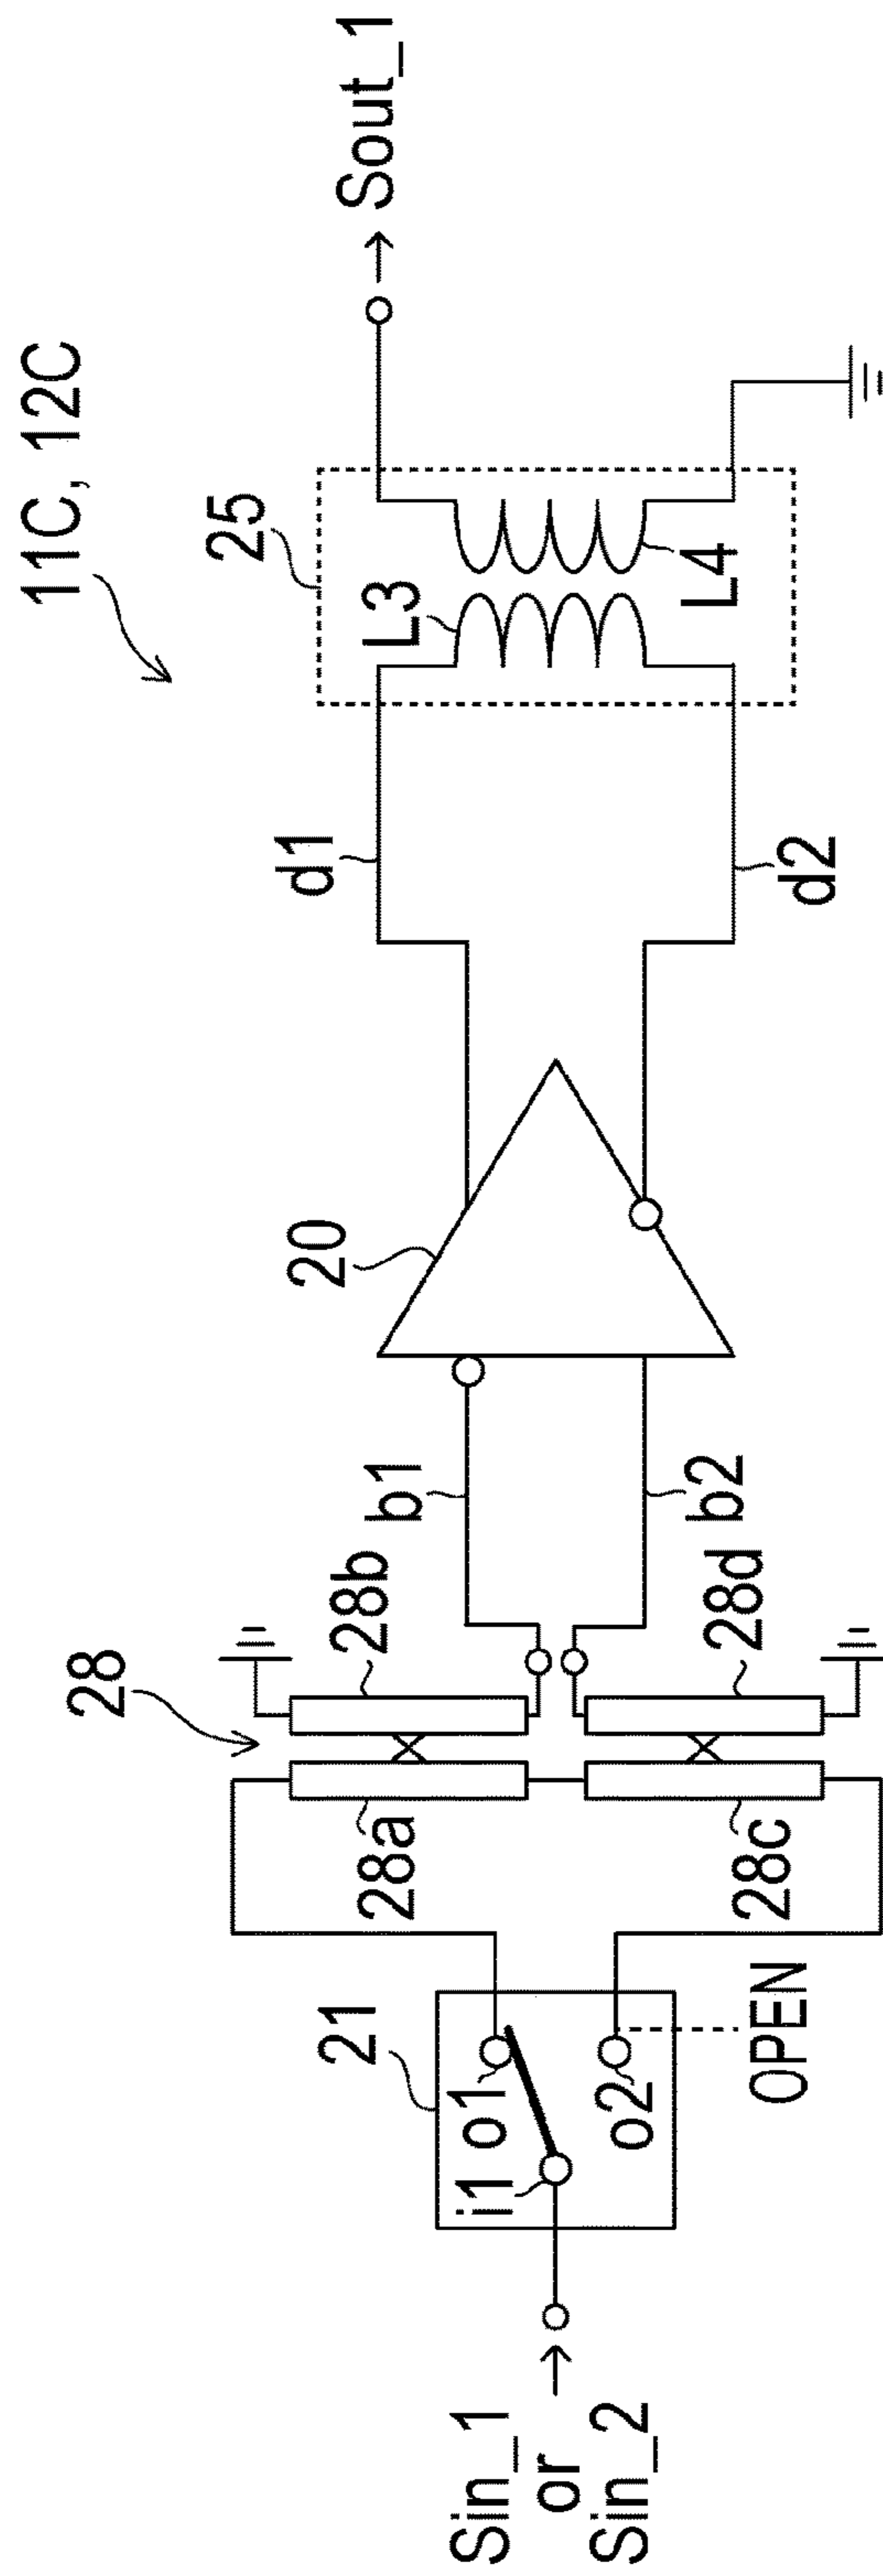 11C, 12C
28
21
28a
28b
28c
28d
i1
o1
o2
OPEN
Sin_1
or
Sin_2
b1
b2
20
d1
d2
25
L3
L4
Sout_1